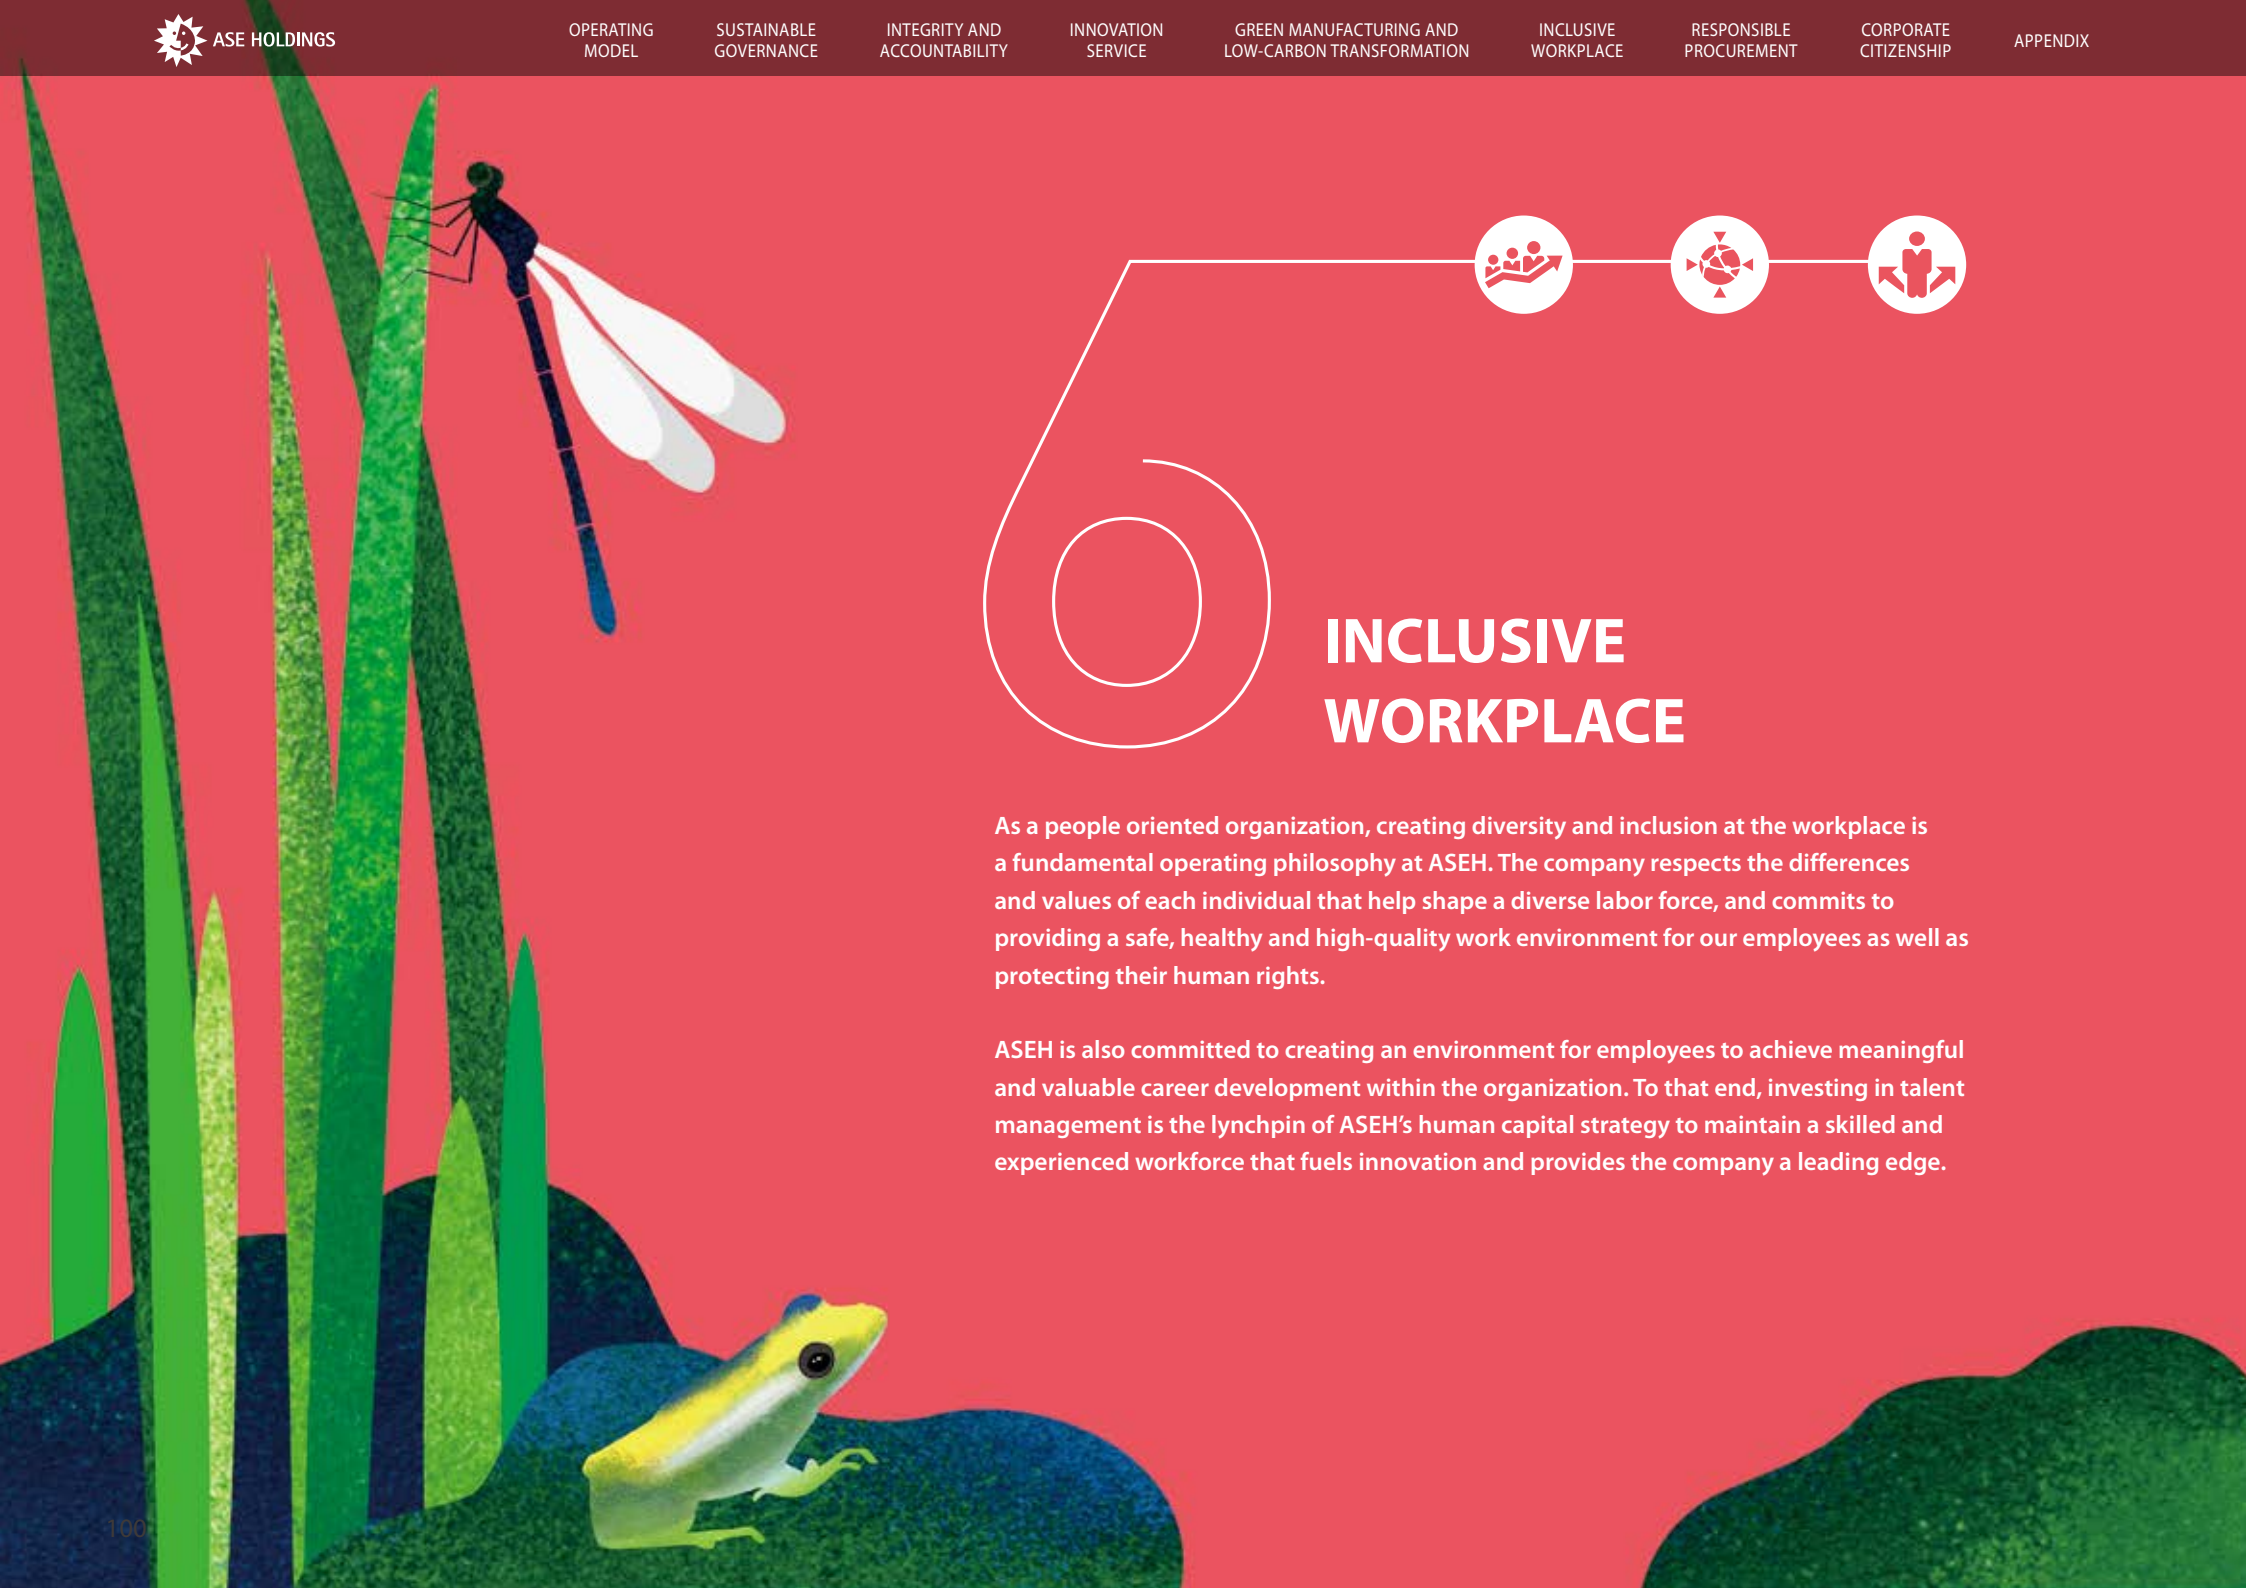 ASE HOLDINGS
OPERATING
MODEL
SUSTAINABLE
GOVERNANCE
INTEGRITY AND
ACCOUNTABILITY
INNOVATION
SERVICE
GREEN MANUFACTURING AND
LOW-CARBON TRANSFORMATION
INCLUSIVE
WORKPLACE
RESPONSIBLE
PROCUREMENT
CORPORATE
CITIZENSHIP
APPENDIX
6
INCLUSIVE
WORKPLACE
As a people oriented organization, creating diversity and inclusion at the workplace is
a fundamental operating philosophy at ASEH. The company respects the differences
and values of each individual that help shape a diverse labor force, and commits to
providing a safe, healthy and high-quality work environment for our employees as well as
protecting their human rights.
ASEH is also committed to creating an environment for employees to achieve meaningful
and valuable career development within the organization. To that end, investing in talent
management is the lynchpin of ASEH’s human capital strategy to maintain a skilled and
experienced workforce that fuels innovation and provides the company a leading edge.
100